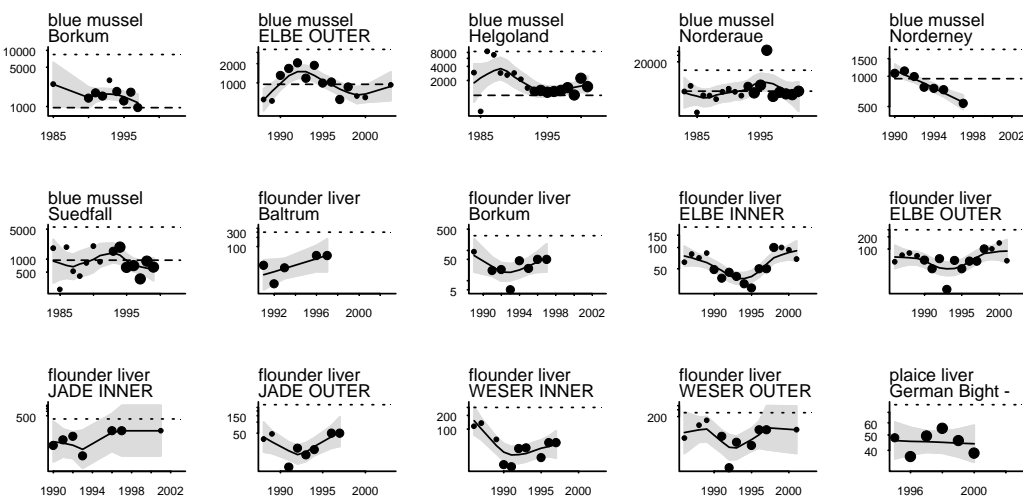 blue mussel
Borkum
10000
5000
1000
1985 1995
blue mussel
ELBE OUTER
2000
1000
1990 1995 2000
blue mussel
Helgoland
8000
4000
2000
1985 1995
blue mussel
Norderaue
20000
1985 1995
blue mussel
Norderney
1500
1000
500
1990 1994 1998 2002
blue mussel
Suedfall
5000
1000
500
1985 1995
flounder liver
Baltrum
300
100
1991 1995 1999 2003
flounder liver
Borkum
500
50
5
1990 1994 1998 2002
flounder liver
ELBE INNER
150
100
50
1990 1995 2000
flounder liver
ELBE OUTER
200
100
1990 1995 2000
flounder liver
JADE INNER
500
1990 1994 1998 2002
flounder liver
JADE OUTER
150
50
1990 1995 2000
flounder liver
WESER INNER
200
100
1990 1995 2000
flounder liver
WESER OUTER
200
1990 1995 2000
plaice liver
German Bight -
60
50
40
1996 2000